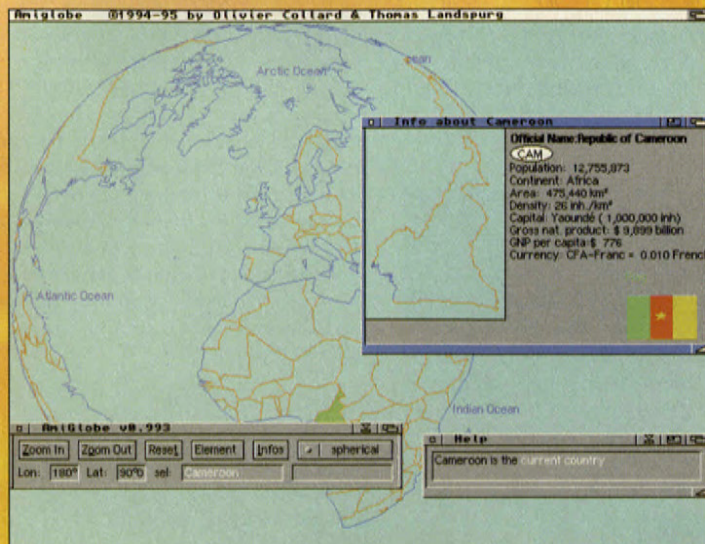 Amiglobe ©1994-95 by Olivier Collard & Thomas Landspurg
Arctic Ocean
cean
Atlantic Ocean
Indian Ocean
Info about Cameroon
Official Name:Republic of Cameroon
CAM
Population: 12,755,873
Continent: Africa
Area: 475,440 km²
Density: 26 inh./km²
Capital: Yaoundé ( 1,000,000 inh)
Gross nat. product: $ 9,899 billion
GNP per capita:$ 776
Currency: CFA-Franc = 0.010 French
AmiGlobe v0.993
Zoom In Zoom Out Reset Element Infos spherical
Lon: 180° Lat: 90° sel: Cameroon
Help
Cameroon is the current country